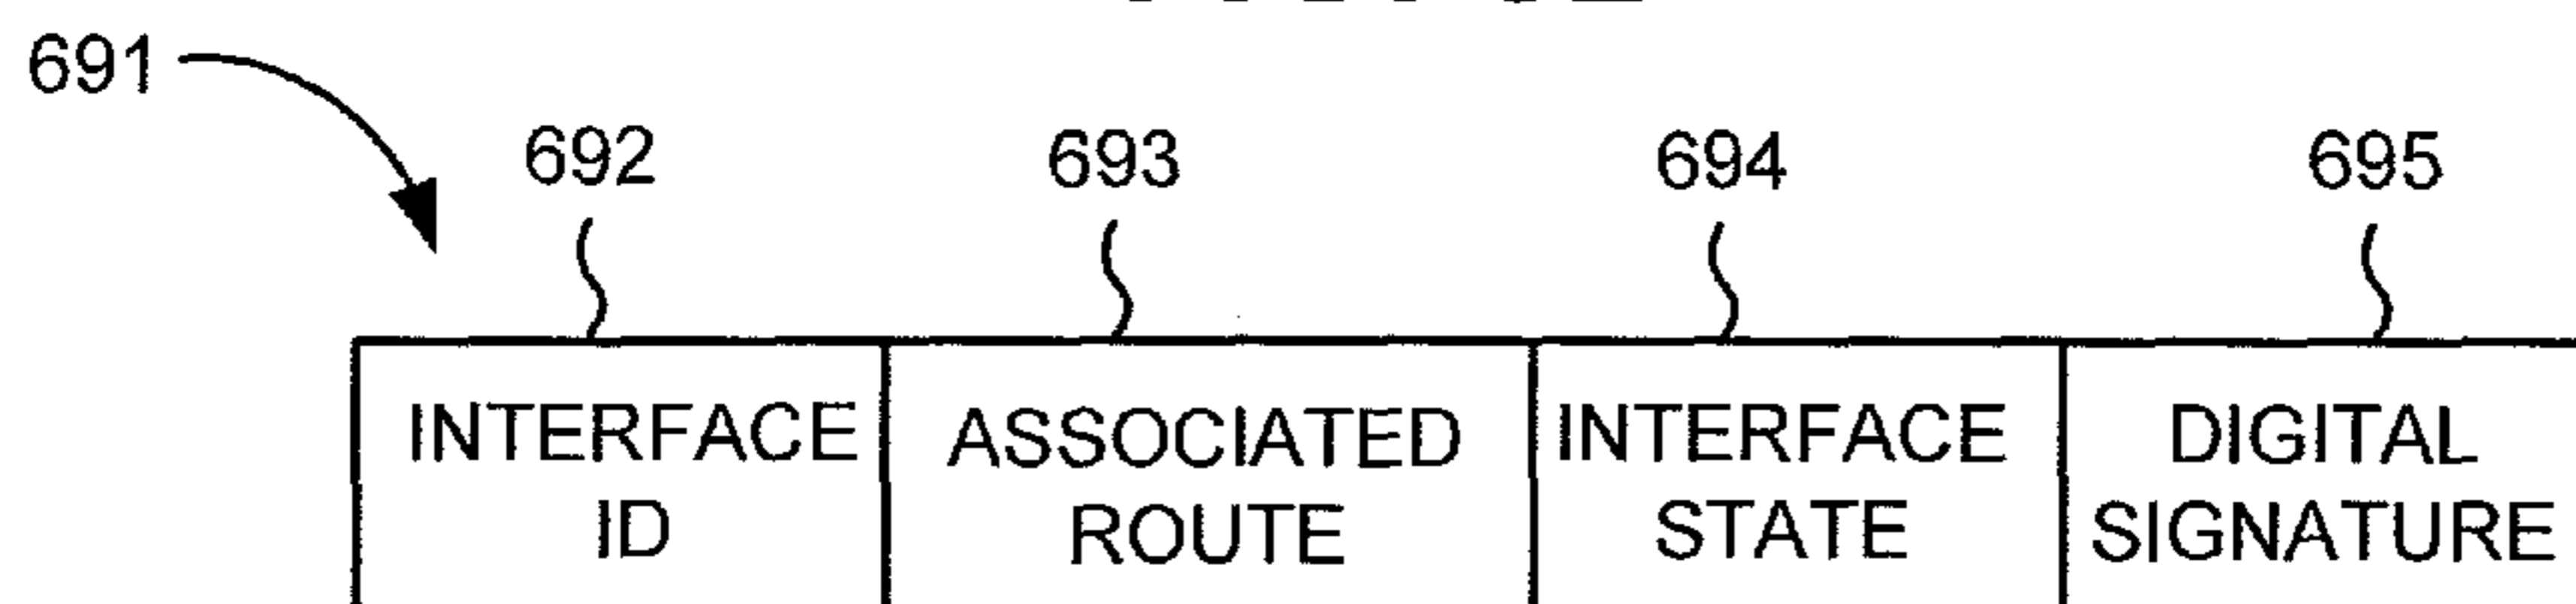 691
692 693 694 695
INTERFACE ID
ASSOCIATED ROUTE
INTERFACE STATE
DIGITAL SIGNATURE